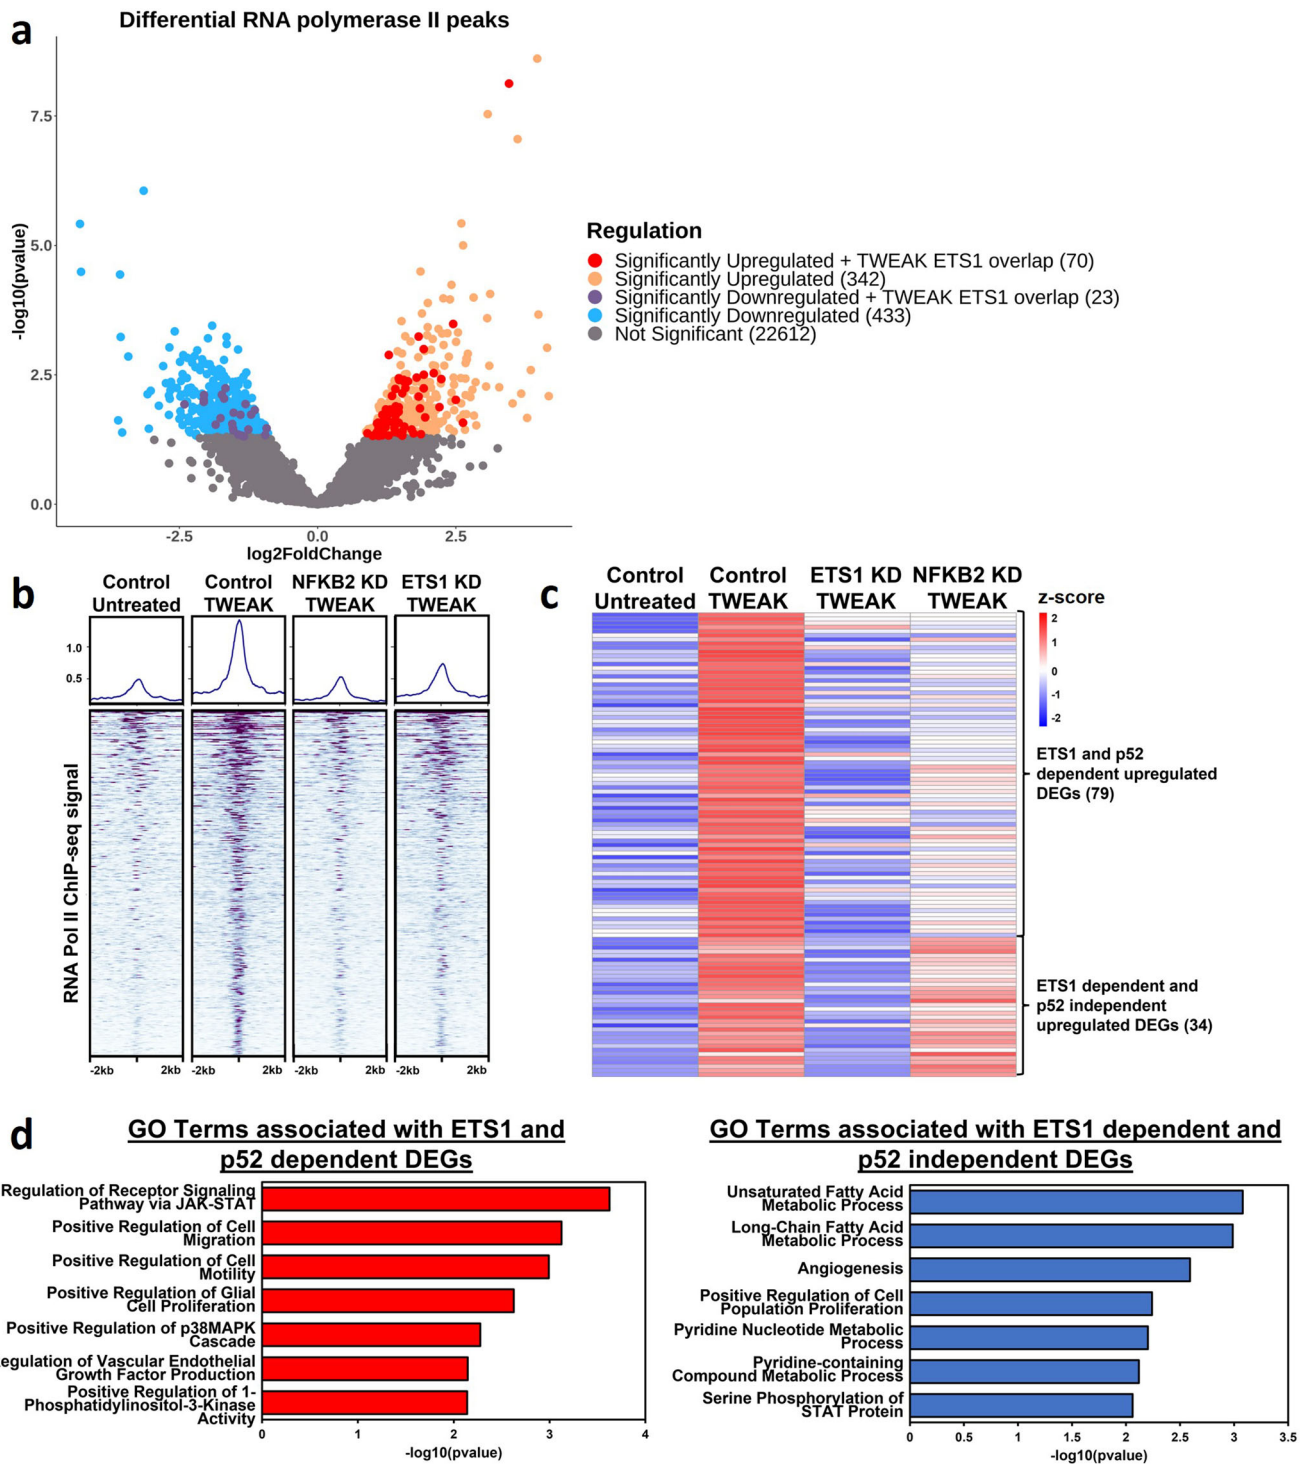 a
Differential RNA polymerase II peaks
7.5
5.0
2.5
0.0
-log10(pvalue)
-2.5
0.0
2.5
log2FoldChange
Regulation
Significantly Upregulated + TWEAK ETS1 overlap (70)
Significantly Upregulated (342)
Significantly Downregulated + TWEAK ETS1 overlap (23)
Significantly Downregulated (433)
Not Significant (22612)
b
Control
Untreated
Control
TWEAK
NFKB2 KD
TWEAK
ETS1 KD
TWEAK
1.0
0.5
RNA Pol II ChIP-seq signal
-2kb
2kb
-2kb
2kb
-2kb
2kb
-2kb
2kb
c
Control
Untreated
Control
TWEAK
ETS1 KD
TWEAK
NFKB2 KD
TWEAK
z-score
2
1
0
-1
-2
ETS1 and p52
dependent upregulated
DEGs (79)
ETS1 dependent and
p52 independent
upregulated DEGs (34)
d
GO Terms associated with ETS1 and
p52 dependent DEGs
Regulation of Receptor Signaling
Pathway via JAK-STAT
Positive Regulation of Cell
Migration
Positive Regulation of Cell
Motility
Positive Regulation of Glial
Cell Proliferation
Positive Regulation of p38MAPK
Cascade
egulation of Vascular Endothelial
Growth Factor Production
Positive Regulation of 1-
Phosphatidylinositol-3-Kinase
Activity
0
1
2
3
4
-log10(pvalue)
GO Terms associated with ETS1 dependent and
p52 independent DEGs
Unsaturated Fatty Acid
Metabolic Process
Long-Chain Fatty Acid
Metabolic Process
Angiogenesis
Positive Regulation of Cell
Population Proliferation
Pyridine Nucleotide Metabolic
Process
Pyridine-containing
Compound Metabolic Process
Serine Phosphorylation of
STAT Protein
0
0.5
1
1.5
2
2.5
3
3.5
-log10(pvalue)